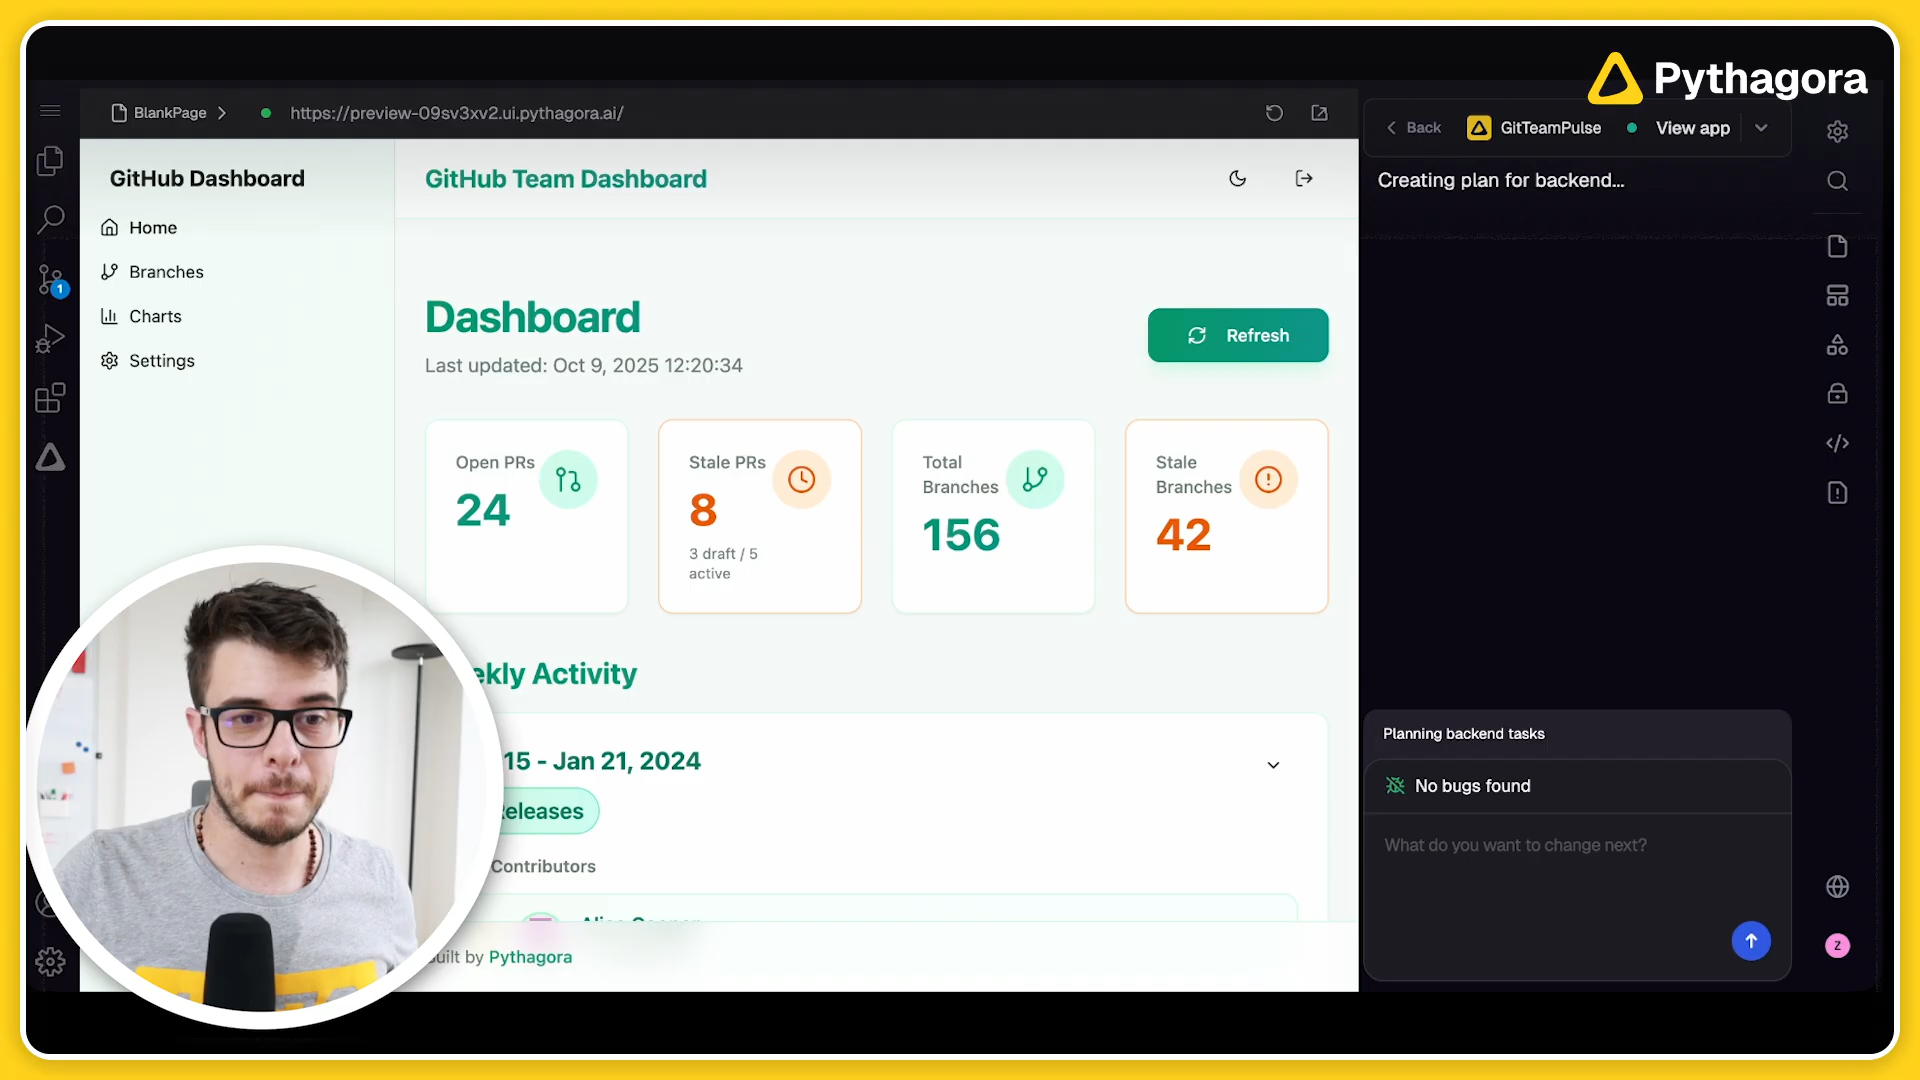 Pythagora
BlankPage
https://preview-09sv3xv2.ui.pythagora.ai/
Back
GitTeamPulse
View app
GitHub Dashboard
GitHub Team Dashboard
Creating plan for backend...
Home
Branches
1
Charts
Settings
Dashboard
Last updated: Oct 9, 2025 12:20:34
Refresh
Open PRs
24
Stale PRs
8
3 draft / 5
active
Total
Branches
156
Stale
Branches
42
ekly Activity
15 - Jan 21, 2024
eleases
Contributors
Planning backend tasks
No bugs found
What do you want to change next?
uilt by Pythagora
Z